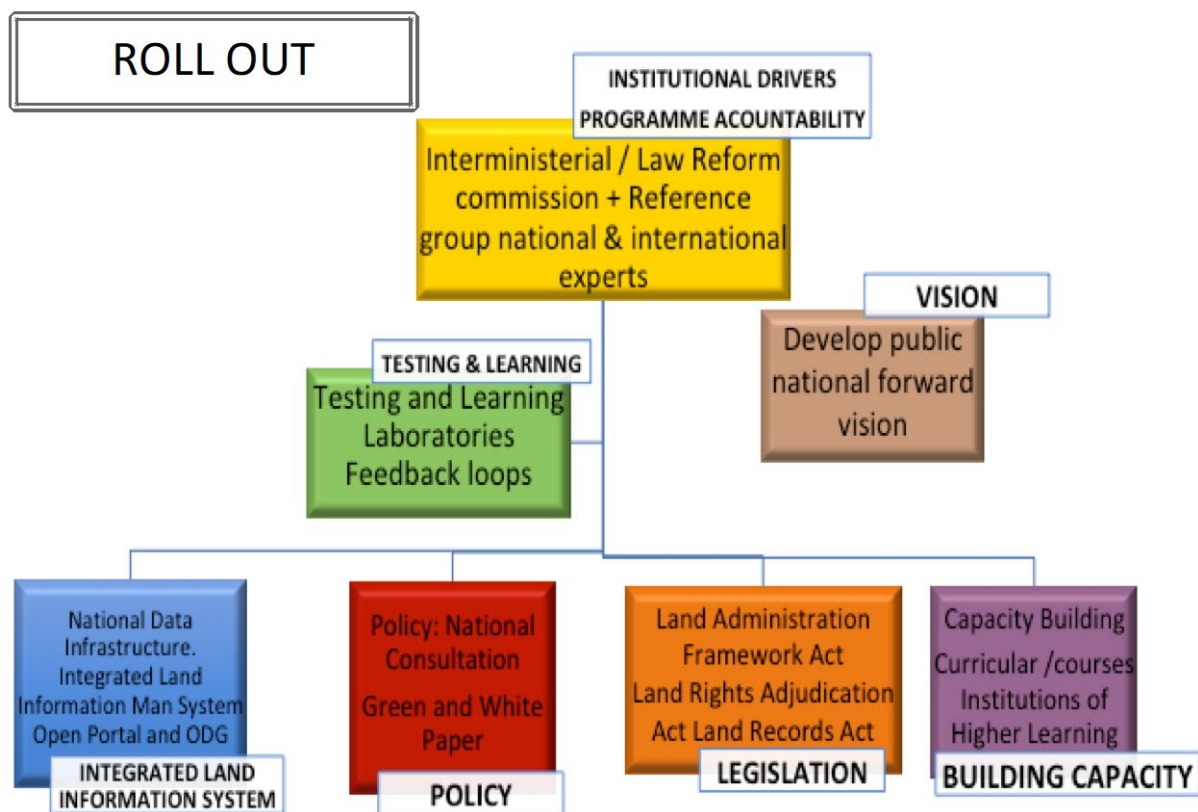 ROLL OUT
INSTITUTIONAL DRIVERS
PROGRAMME ACOUNTABILITY
Interministerial / Law Reform
commission + Reference
group national & international
experts
VISION
Develop public
national forward
vision
TESTING & LEARNING
Testing and Learning
Laboratories
Feedback loops
National Data
Infrastructure.
Integrated Land
Information Man System
Open Portal and ODG
INTEGRATED LAND
INFORMATION SYSTEM
Policy: National
Consultation
Green and White
Paper
POLICY
Land Administration
Framework Act
Land Rights Adjudication
Act Land Records Act
LEGISLATION
Capacity Building
Curricular /courses
Institutions of
Higher Learning
BUILDING CAPACITY